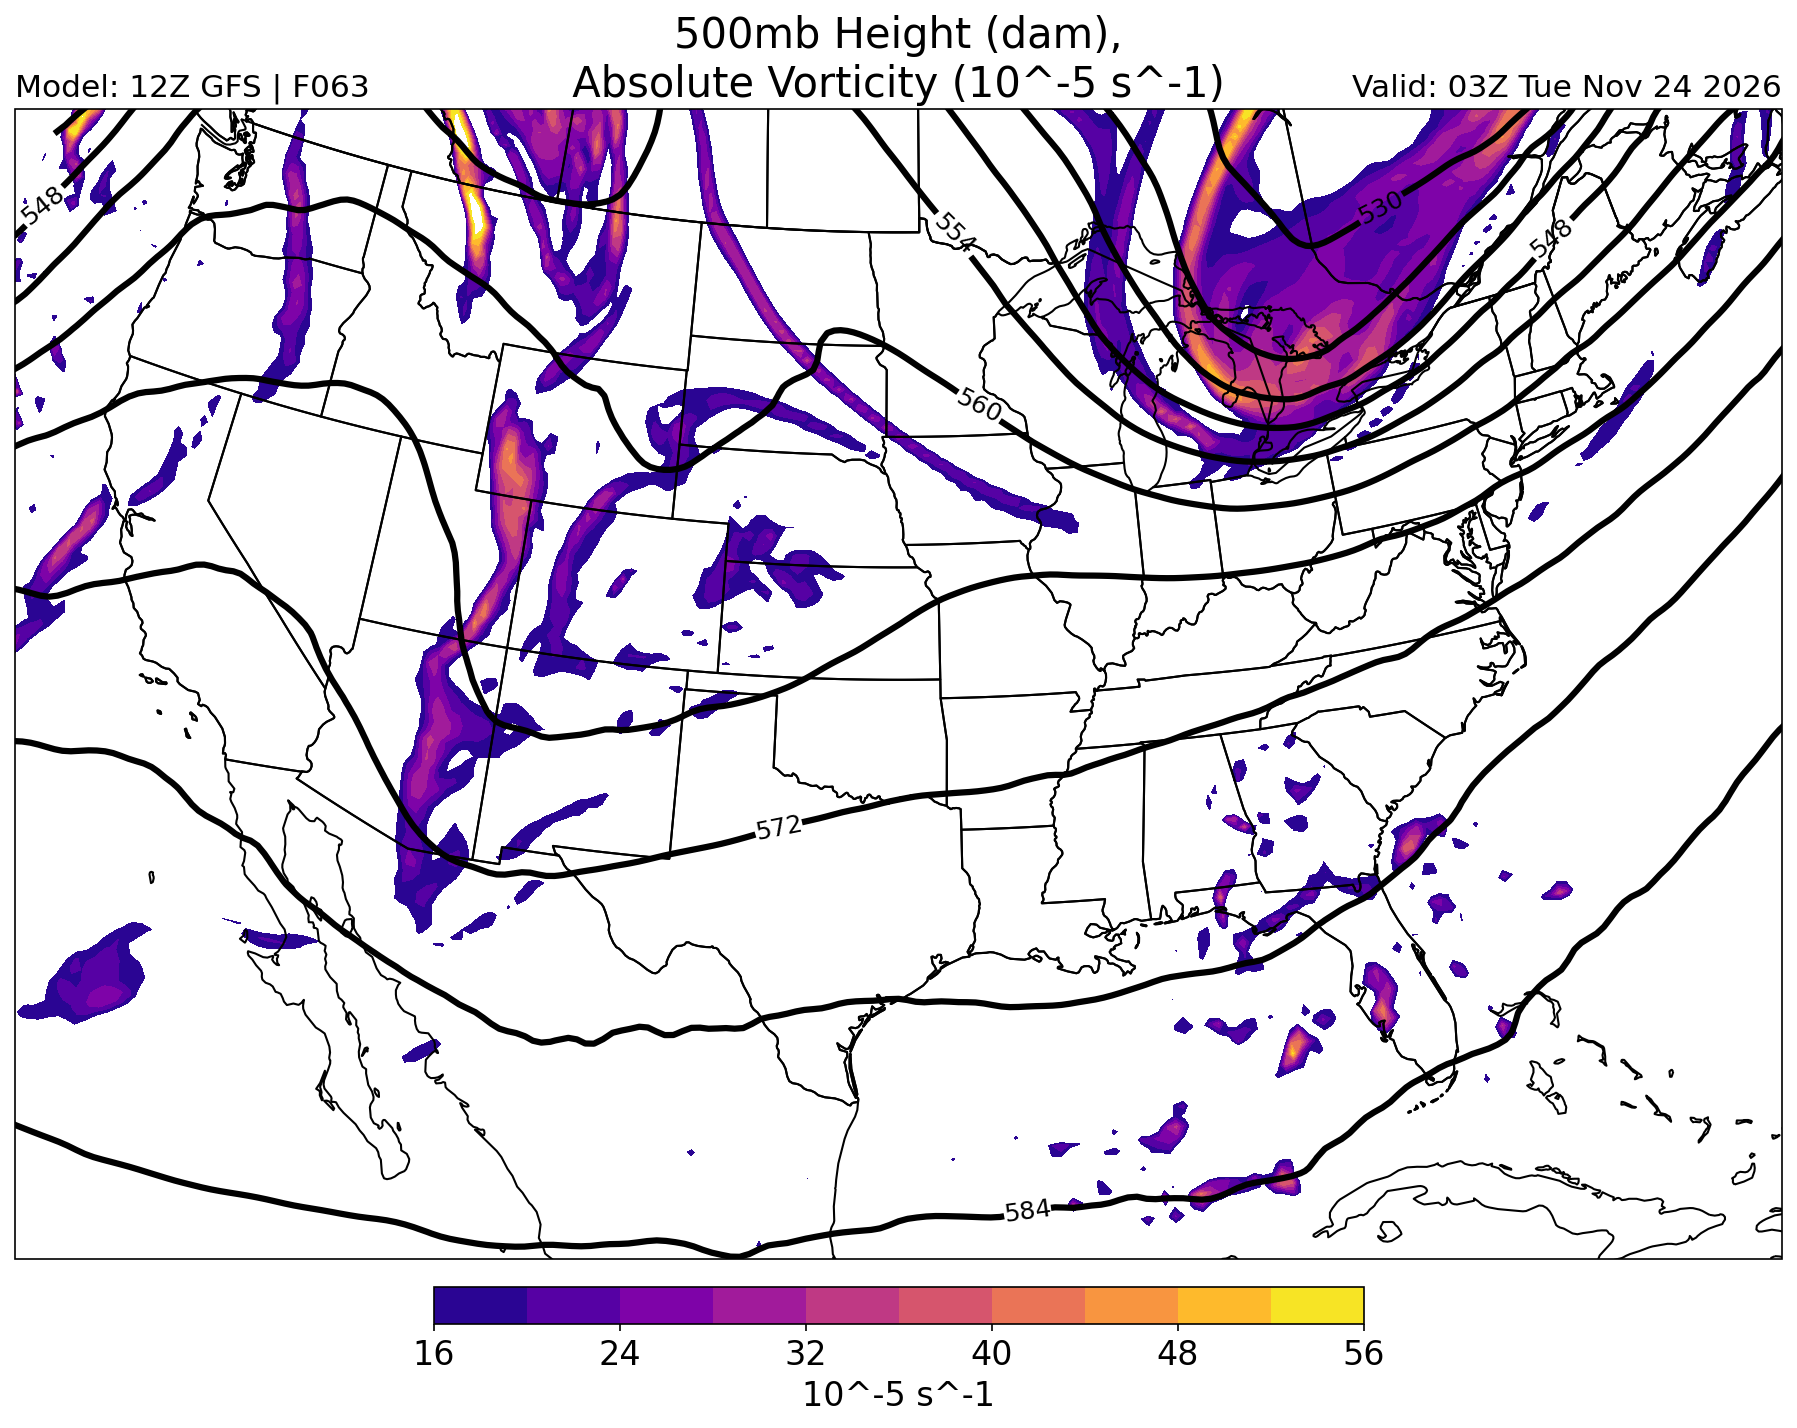 500mb Height (dam),
Model: 12Z GFS | F063
Absolute Vorticity (10^-5 s^-1)
Valid: 03Z Tue Nov 24 2026
548
554
530
548
560
572
584
16 24 32 40 48 56
10^-5 s^-1